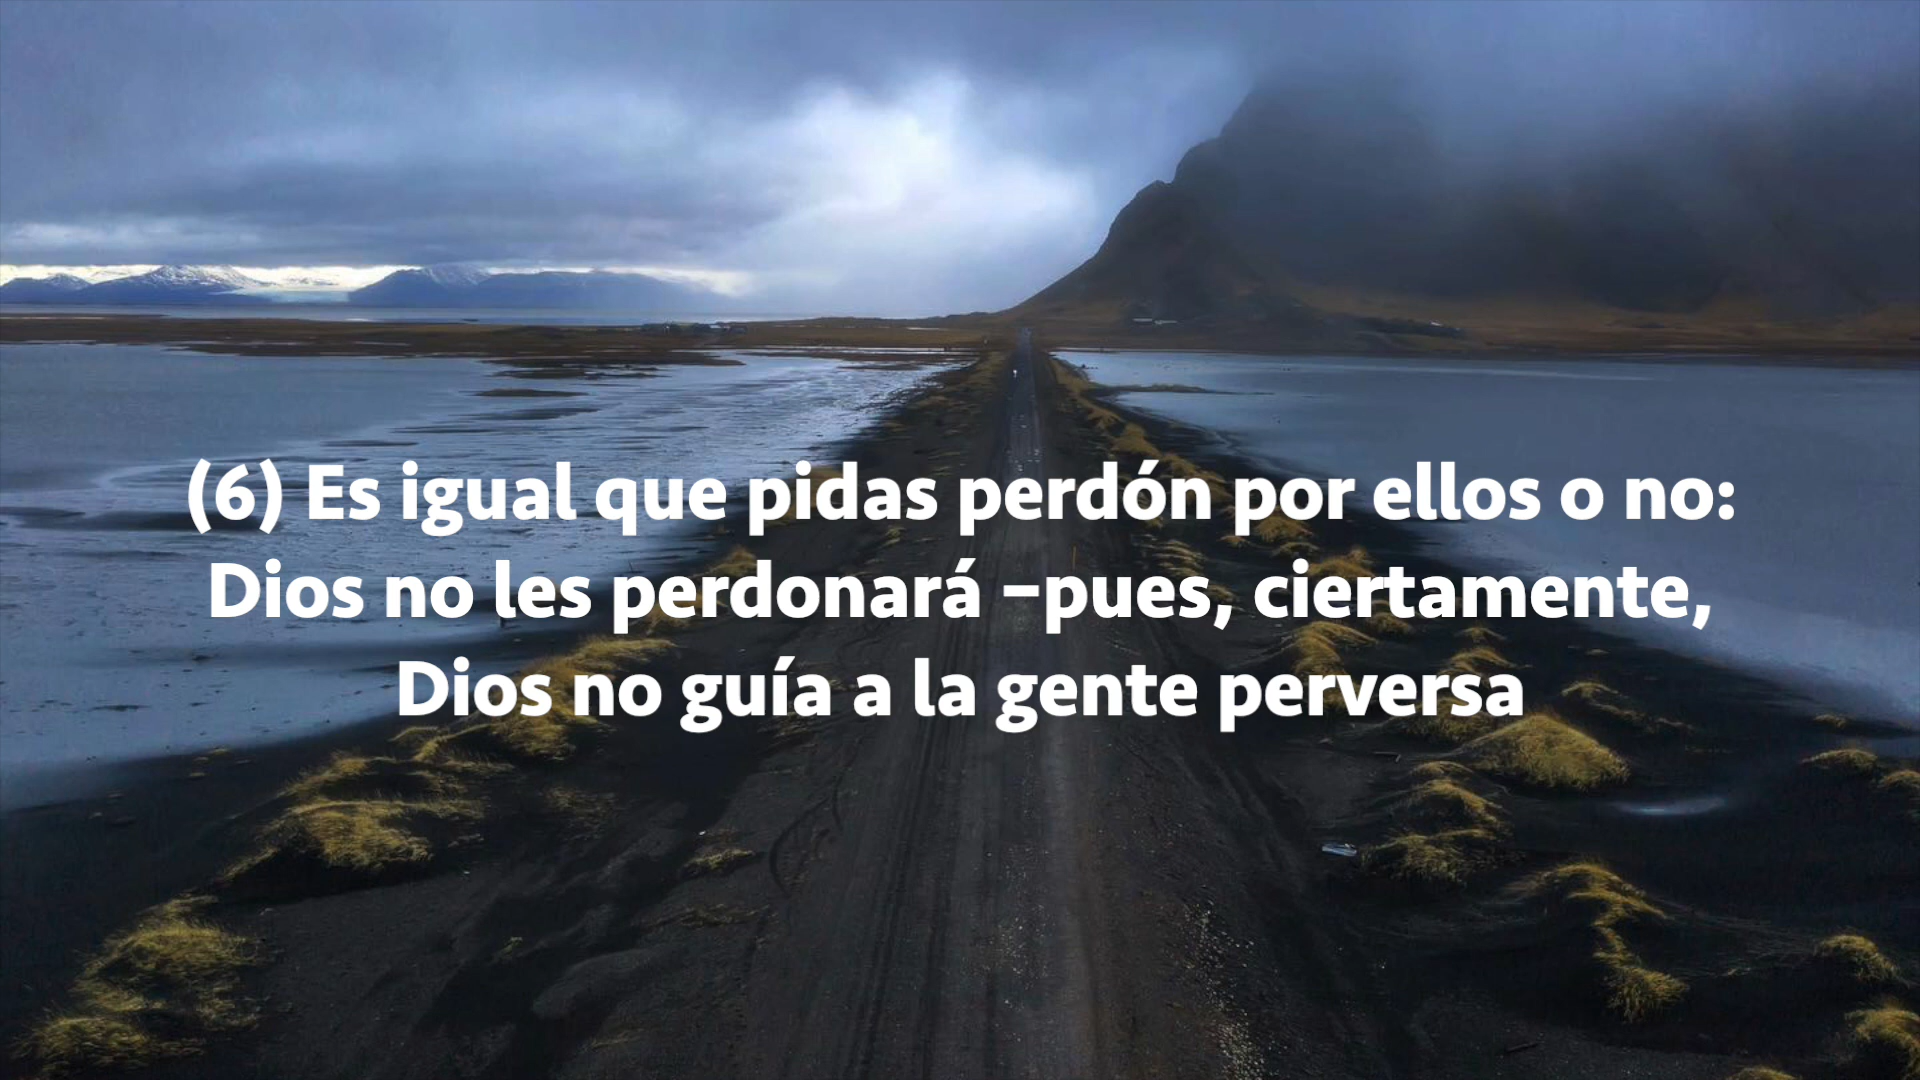 (6) Es igual que pidas perdón por ellos o no:
Dios no les perdonará –pues, ciertamente,
Dios no guía a la gente perversa